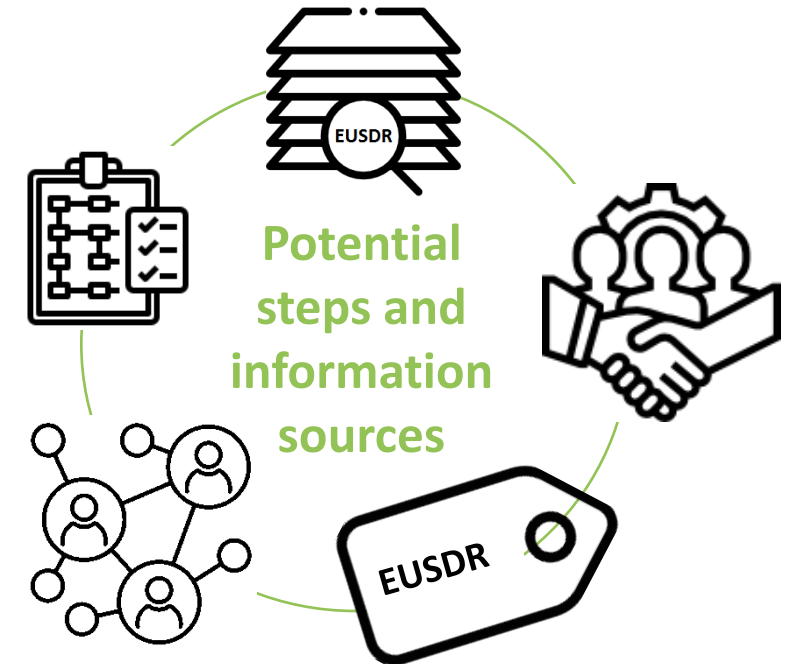 EUSDR
Potential
steps and
information
sources
EUSDR